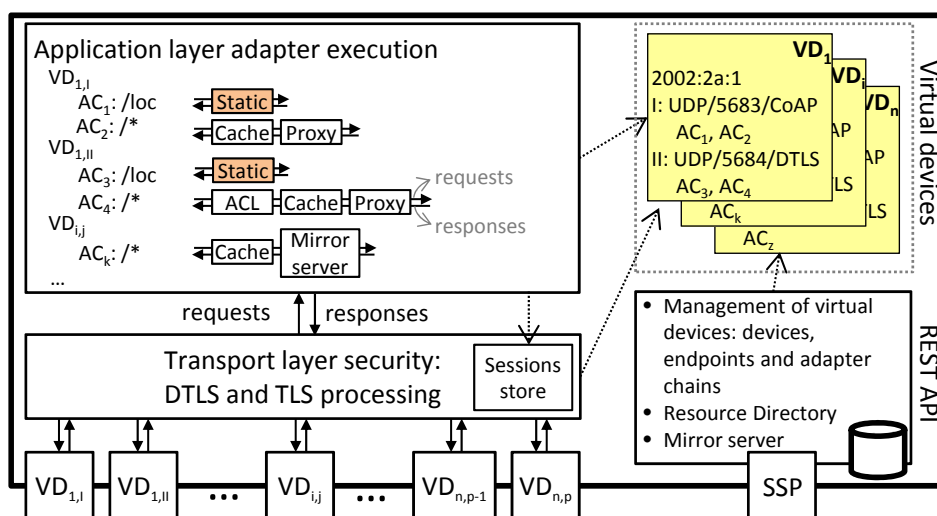 Application layer adapter execution
VD1,I
AC1: /loc
Static
AC2: /*
Cache
Proxy
VD1,II
AC3: /loc
Static
AC4: /*
ACL
Cache
Proxy
requests
responses
VDi,j
ACk: /*
Cache
Mirror
server
...
VD1
2002:2a:1
I: UDP/5683/CoAP
AC1, AC2
II: UDP/5684/DTLS
AC3, AC4
VDi
AP
LS
ACk
VDn
AP
LS
ACz
Virtual devices
requests
responses
Transport layer security:
DTLS and TLS processing
Sessions
store
• Management of virtual
devices: devices,
endpoints and adapter
chains
• Resource Directory
• Mirror server
REST API
VD1,I
VD1,II
...
VDi,j
...
VDn,p-1
VDn,p
SSP